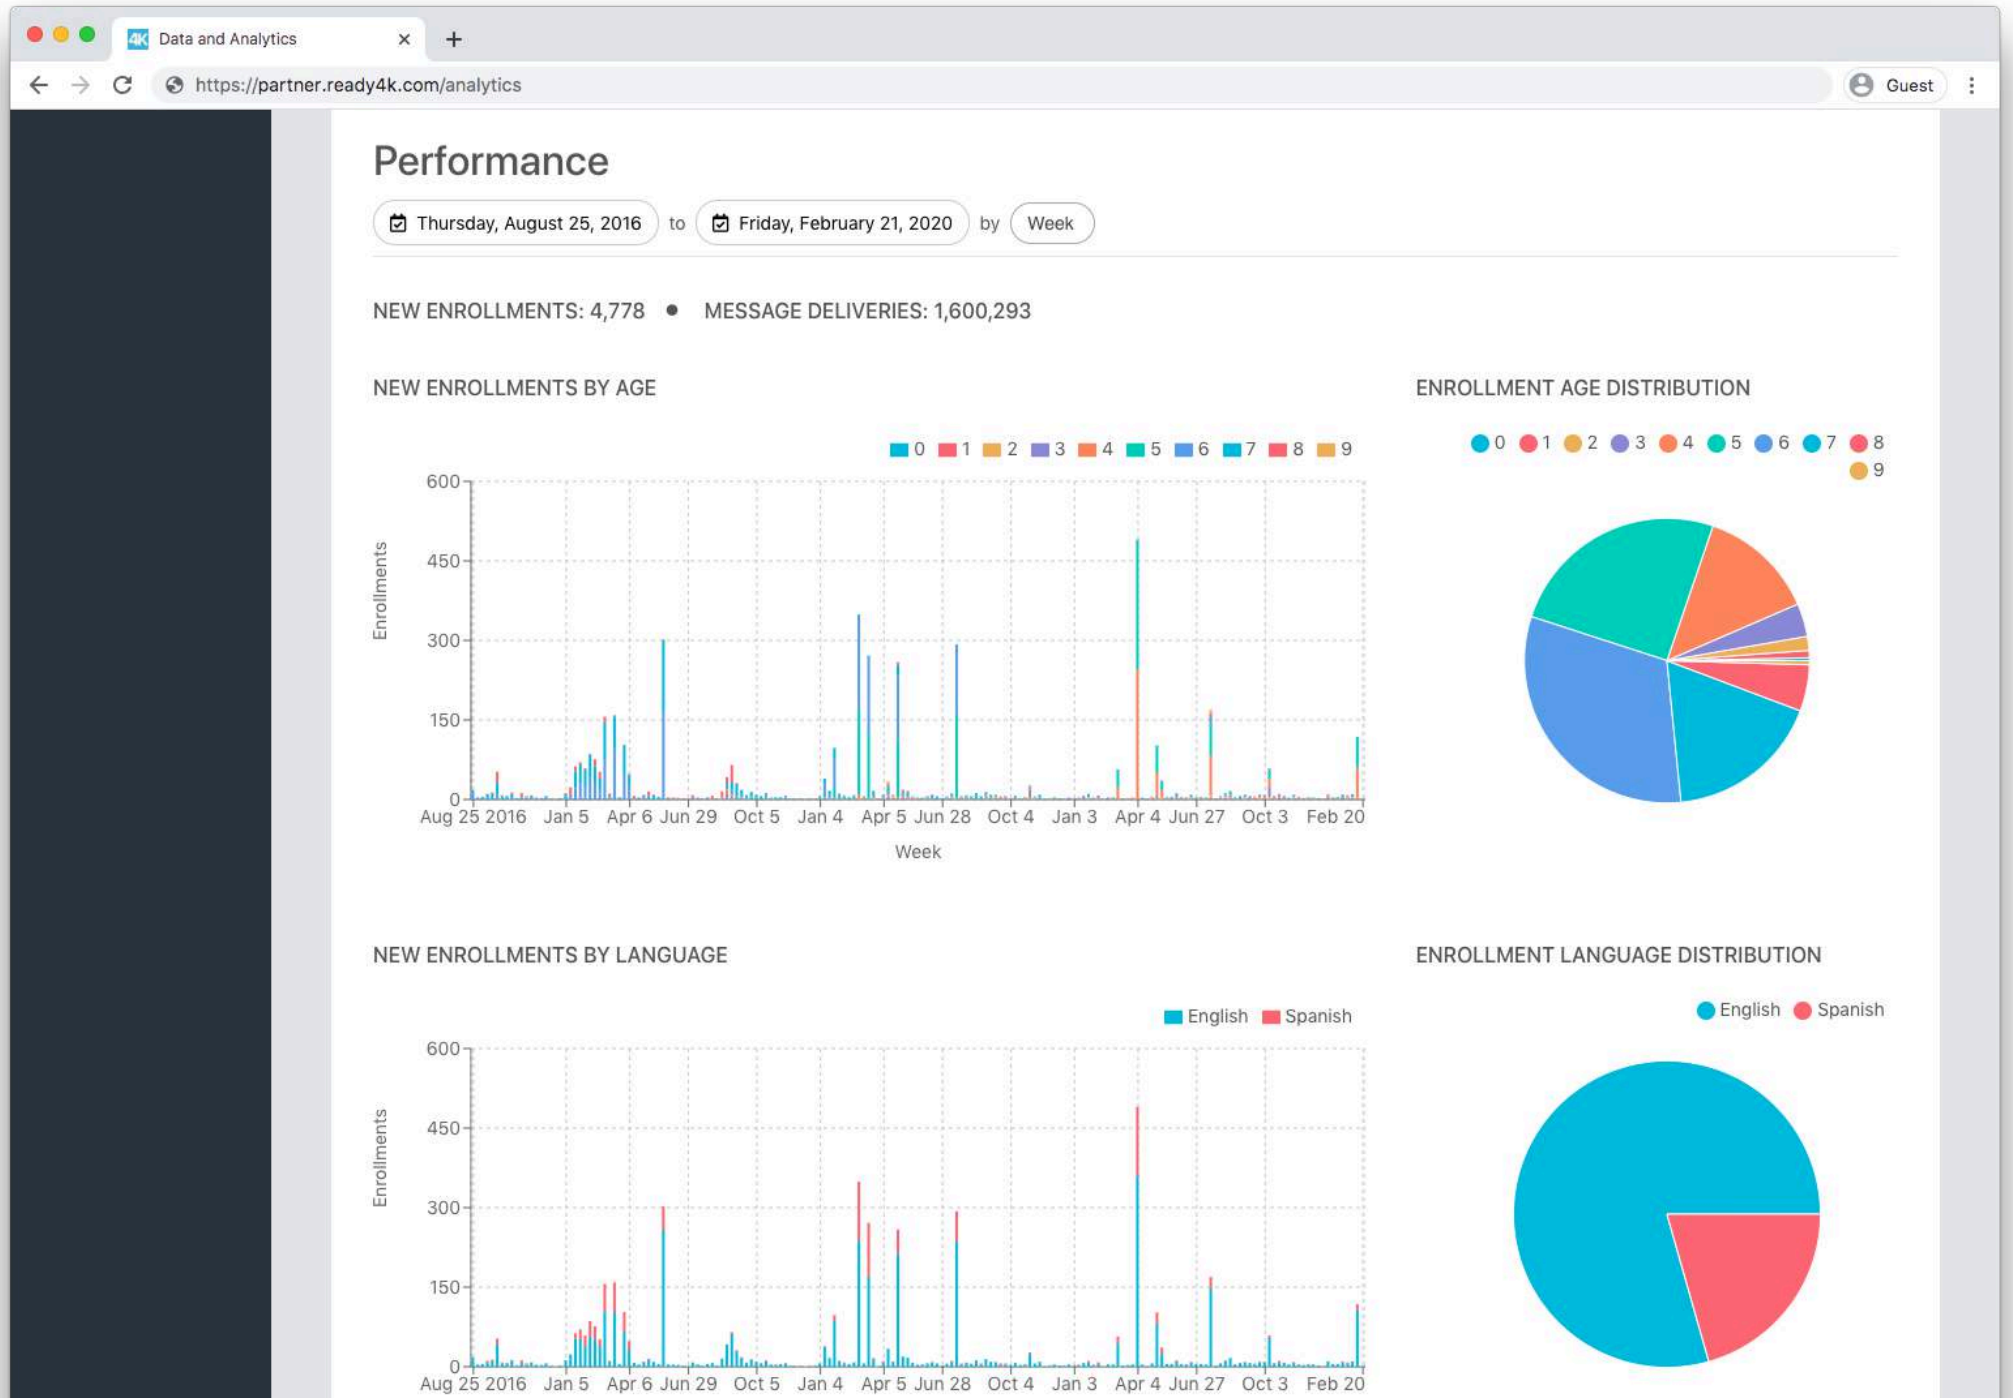 4K Data and Analytics
https://partner.ready4k.com/analytics
Guest
Performance
Thursday, August 25, 2016 to Friday, February 21, 2020 by Week
NEW ENROLLMENTS: 4,778 • MESSAGE DELIVERIES: 1,600,293
NEW ENROLLMENTS BY AGE
0 1 2 3 4 5 6 7 8 9
600
450
300
150
0
Enrollments
Aug 25 2016 Jan 5 Apr 6 Jun 29 Oct 5 Jan 4 Apr 5 Jun 28 Oct 4 Jan 3 Apr 4 Jun 27 Oct 3 Feb 20
Week
ENROLLMENT AGE DISTRIBUTION
0 1 2 3 4 5 6 7 8
9
NEW ENROLLMENTS BY LANGUAGE
English Spanish
600
450
300
150
0
Enrollments
Aug 25 2016 Jan 5 Apr 6 Jun 29 Oct 5 Jan 4 Apr 5 Jun 28 Oct 4 Jan 3 Apr 4 Jun 27 Oct 3 Feb 20
ENROLLMENT LANGUAGE DISTRIBUTION
English Spanish